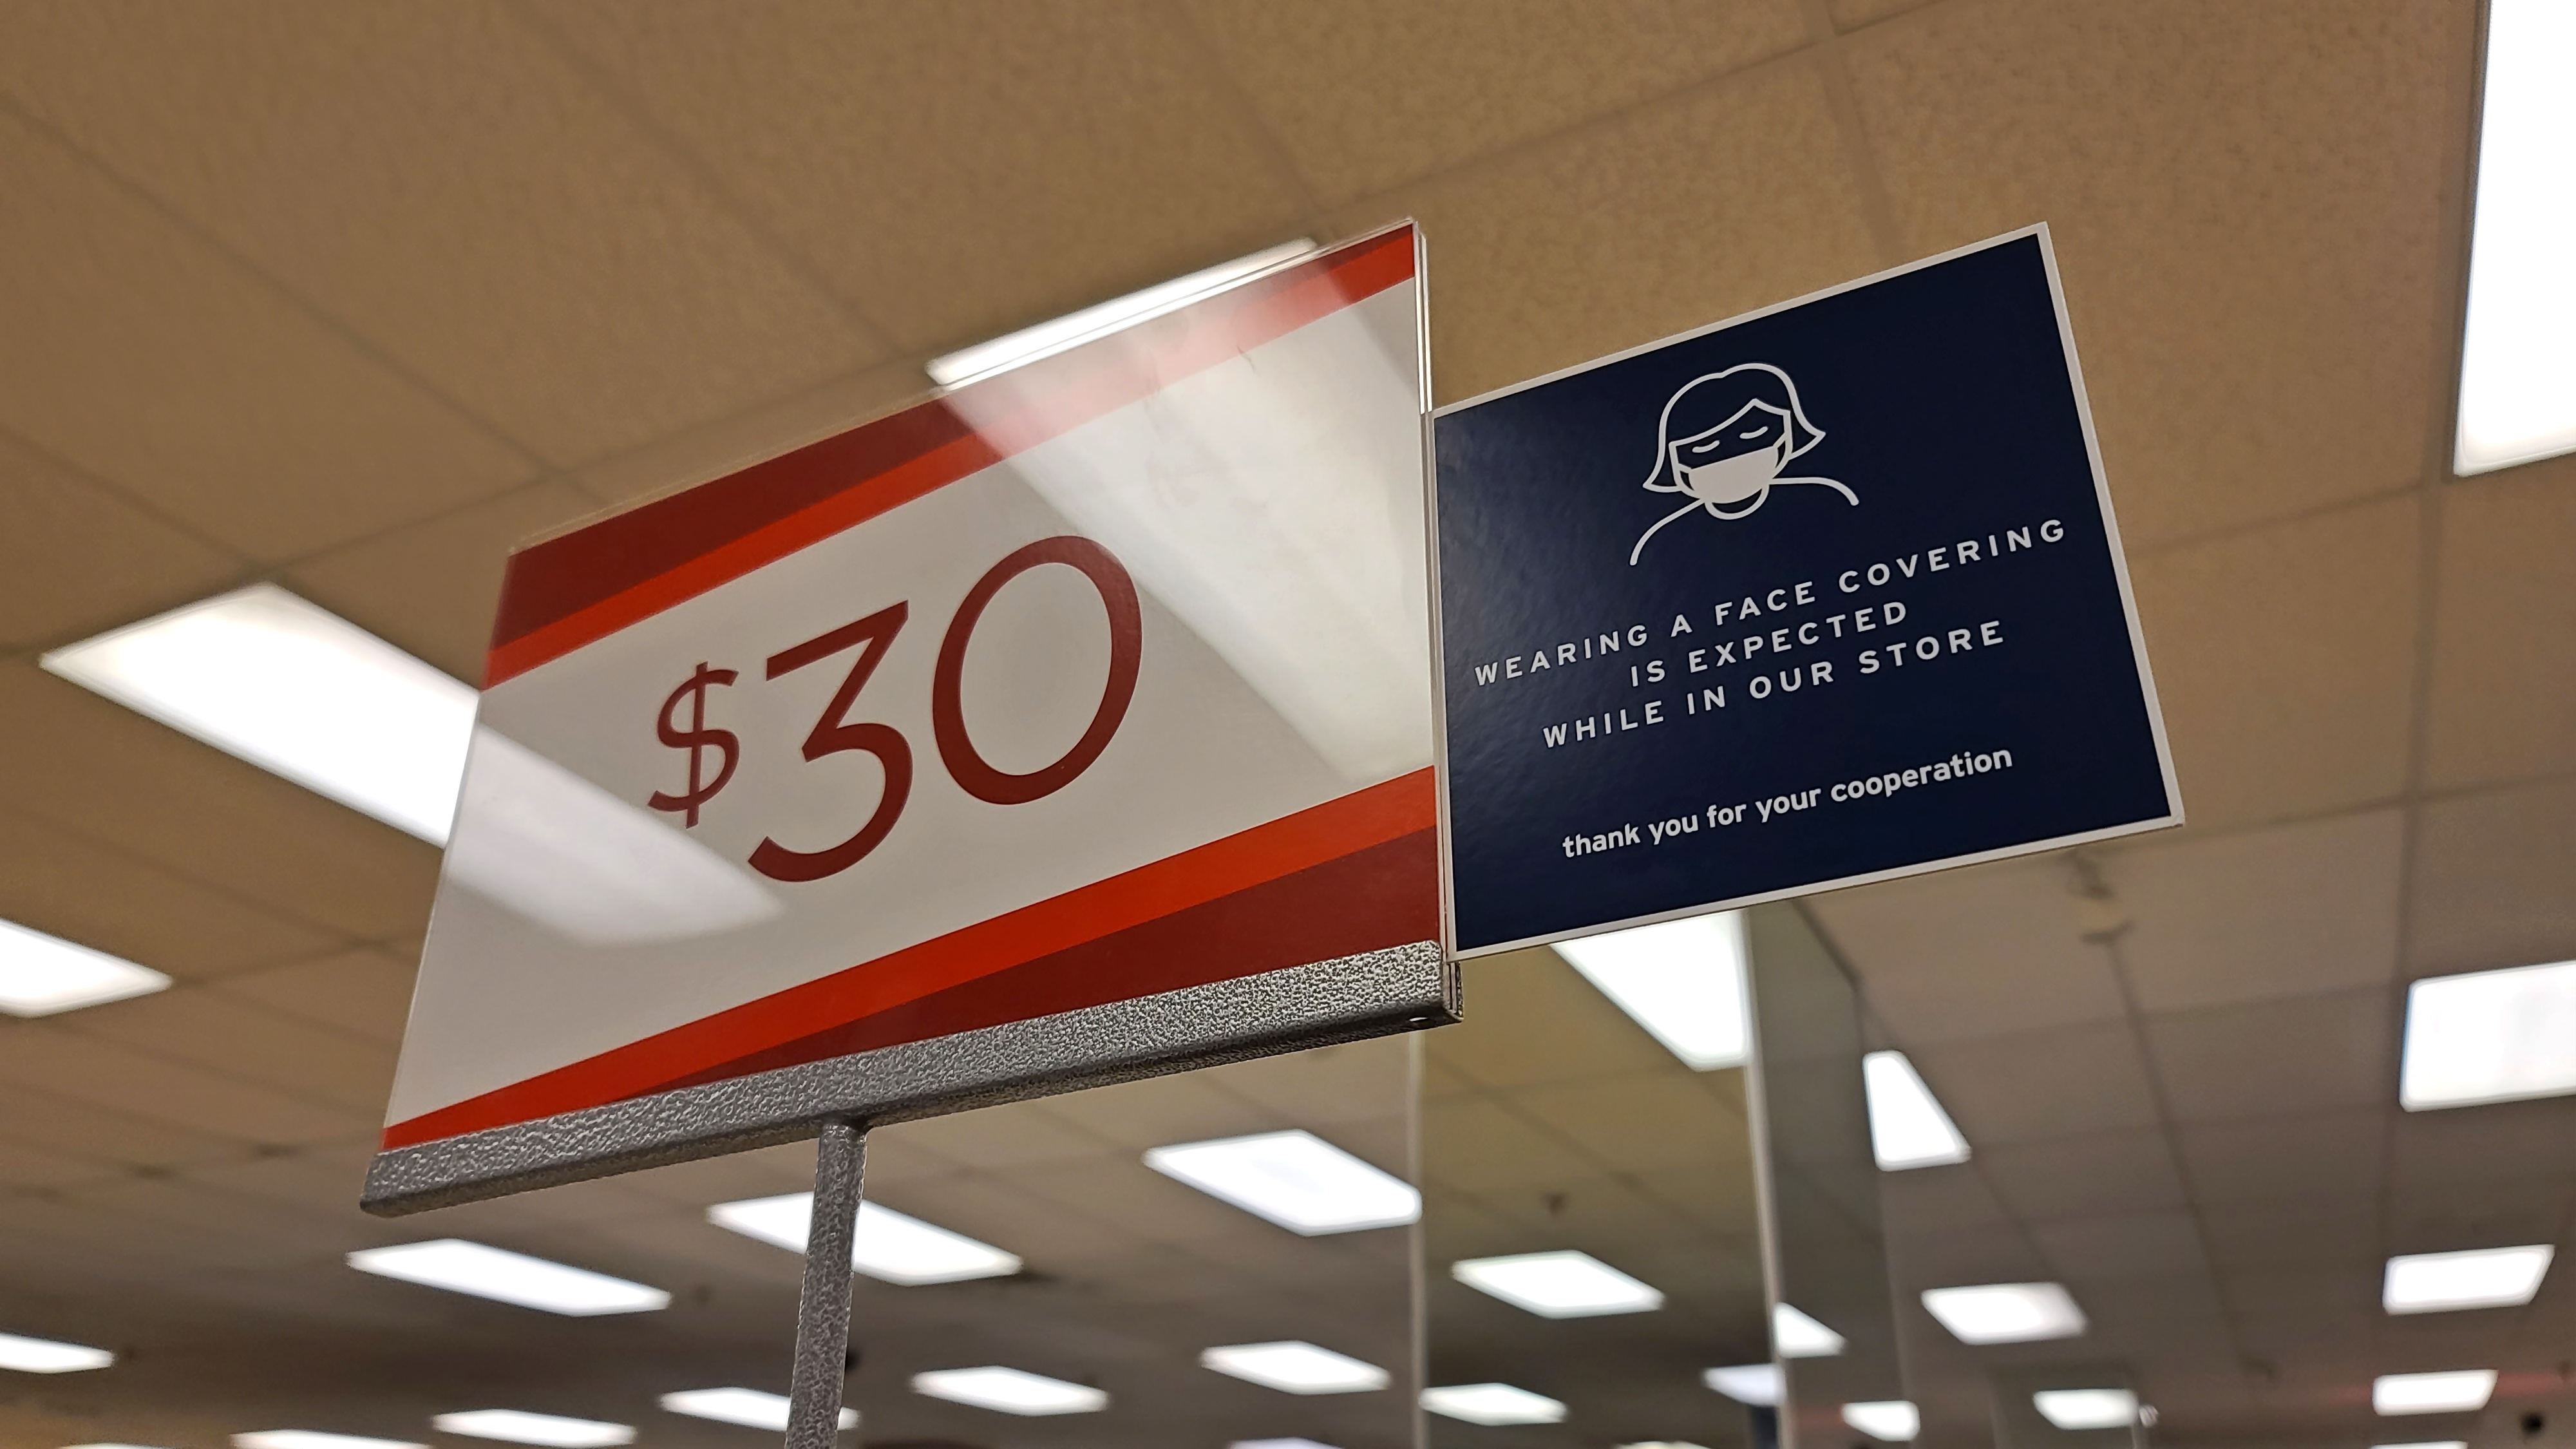 $30
WEARING A FACE COVERING
IS EXPECTED
WHILE IN OUR STORE
thank you for your cooperation